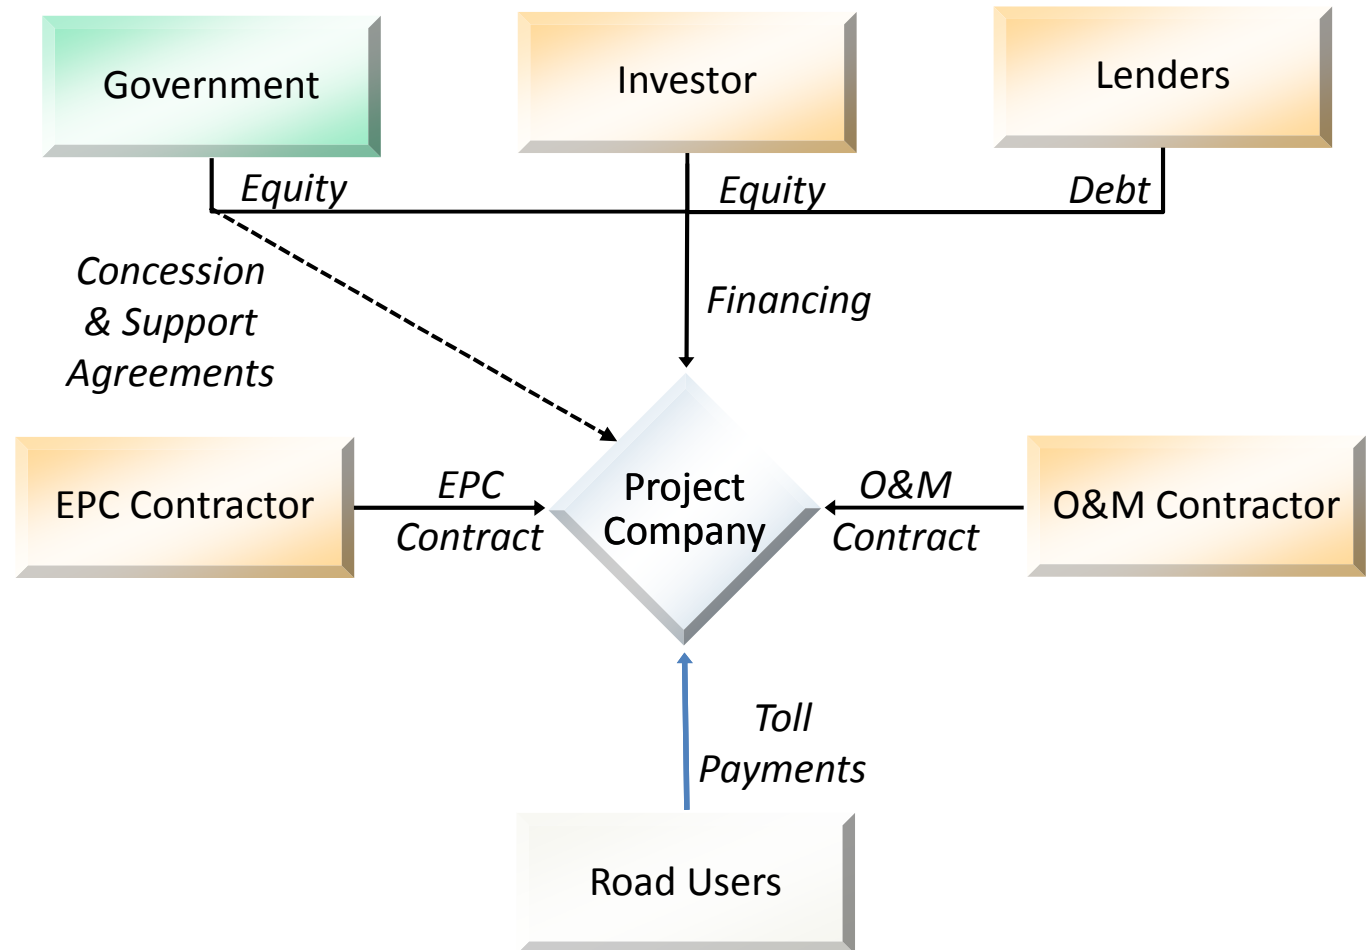 Government
Investor
Lenders
Equity
Equity
Debt
Concession
& Support
Agreements
Financing
EPC Contractor
EPC
Contract
Project
Company
O&M
Contract
O&M Contractor
Toll
Payments
Road Users